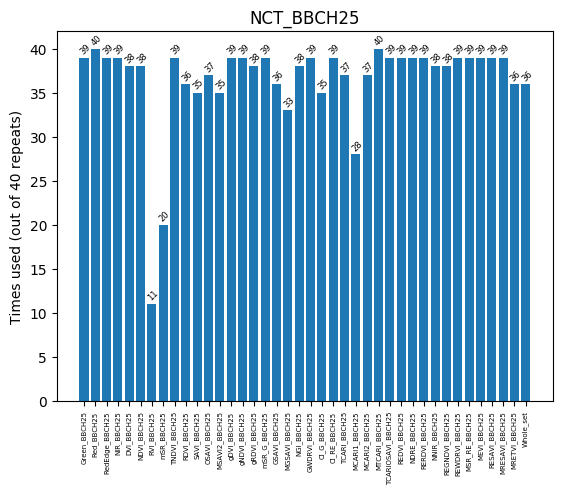 NCT_BBCH25
Times used (out of 40 repeats)
40
35
30
25
20
15
10
5
0
39
40
39
39
38
38
11
20
39
36
35
37
35
39
39
38
39
36
33
38
39
35
39
37
28
37
40
39
39
39
39
38
38
39
39
39
39
39
36
36
Green_BBCH25
Red_BBCH25
RedEdge_BBCH25
NIR_BBCH25
DVI_BBCH25
NDVI_BBCH25
RVI_BBCH25
mSR_BBCH25
TNDVI_BBCH25
RDVI_BBCH25
SAVI_BBCH25
OSAVI_BBCH25
MSAVI2_BBCH25
gDVI_BBCH25
gNDVI_BBCH25
gRDVI_BBCH25
mSR_G_BBCH25
GSAVI_BBCH25
MGSAVI_BBCH25
NGI_BBCH25
GWDRVI_BBCH25
CI_G_BBCH25
CI_RE_BBCH25
TCARI_BBCH25
MCARI1_BBCH25
MCARI2_BBCH25
MTCARI_BBCH25
TCARIOSAVI_BBCH25
REDVI_BBCH25
NDRE_BBCH25
RERDVI_BBCH25
NNIR_BBCH25
REGNDVI_BBCH25
REWDRVI_BBCH25
MSR_RE_BBCH25
MEVI_BBCH25
RESAVI_BBCH25
MRESAVI_BBCH25
MRETVI_BBCH25
Whole_set